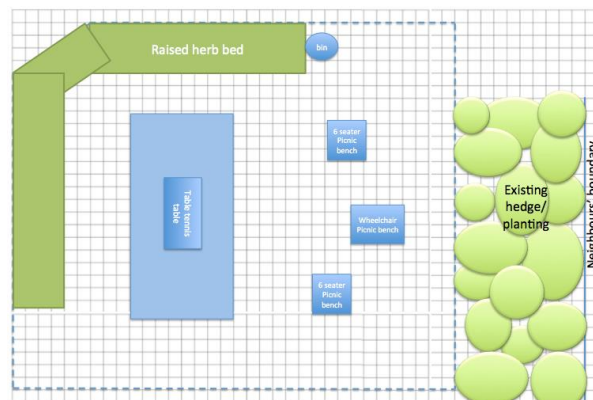 Raised herb bed
bin
6 seater
Picnic
bench
Table tennis
table
Wheelchair
Picnic bench
6 seater
Picnic
bench
Existing
hedge/
planting
Neighbours' boundary